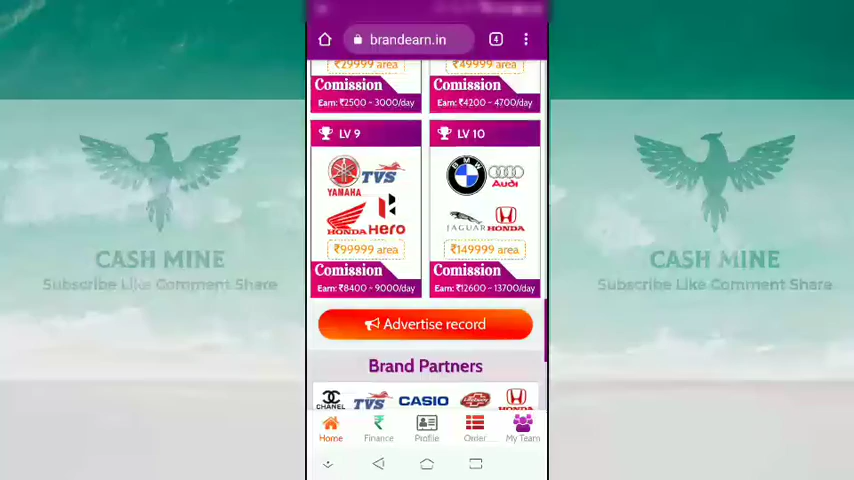 brandearn.in
4
₹29999 area
₹49999 area
Comission
Comission
Earn: ₹2500 - 3000/day
Earn: ₹4200 - 4700/day
LV 9
LV 10
YAMAHA
TVS
BMW
Audi
HONDA
Hero
JAGUAR
HONDA
₹99999 area
₹149999 area
Comission
Comission
Earn: ₹8400 - 9000/day
Earn: ₹12600 - 13700/day
Advertise record
Brand Partners
CHANEL
TVS
CASIO
Lifebuoy
HONDA
Home
Finance
Profile
Order
My Team
CASH MINE
Subscribe Like Comment Share
CASH MINE
Subscribe Like Comment Share